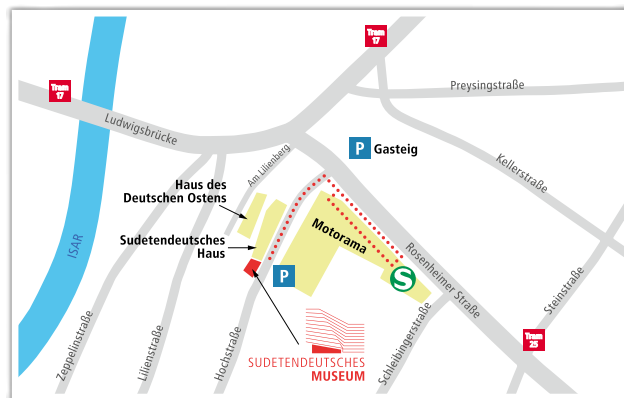 Tram
17
Tram
17
Preysingstraße
Ludwigsbrücke
P Gasteig
Am Lilienberg
Kellerstraße
Haus des
Deutschen Ostens
Motorama
Sudetendeutsches
Haus
ISAR
Rosenheimer Straße
P
S
Steinstraße
Zeppelinstraße
Lilienstraße
Hochstraße
Schleibingerstraße
Tram
25
SUDETENDEUTSCHES
MUSEUM